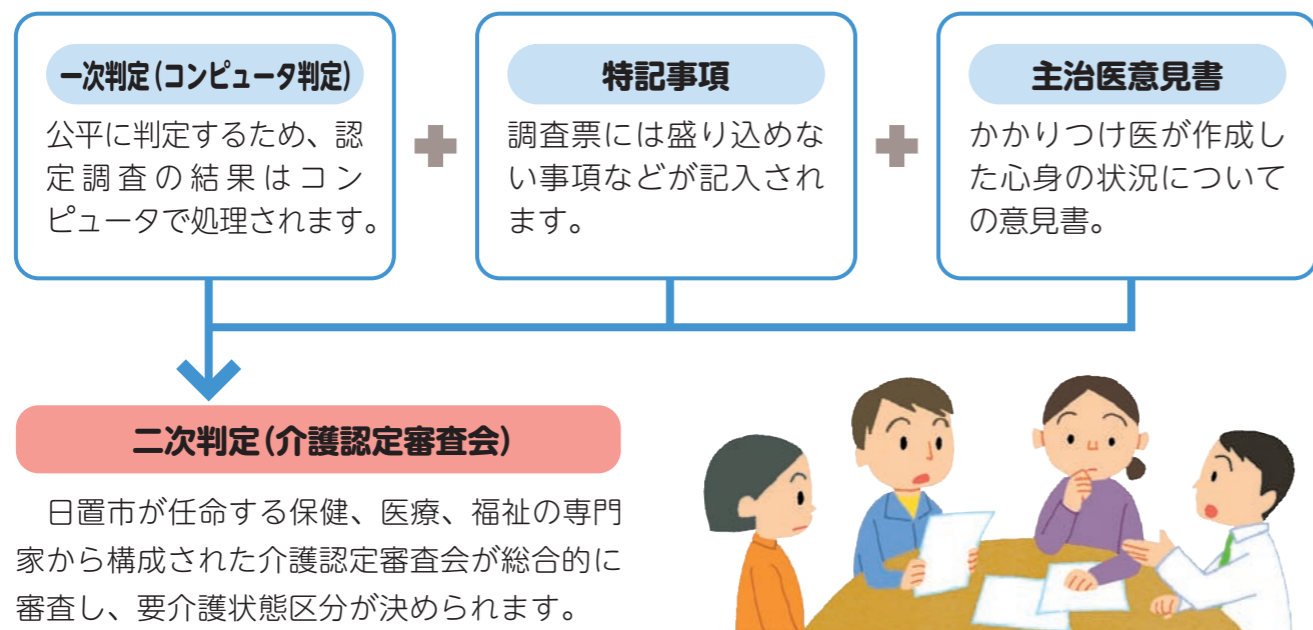 一次判定(コンピュータ判定)
公平に判定するため、認
定調査の結果はコン
ピュータで処理されます。
特記事項
調査票には盛り込めな
い事項などが記入され
ます。
主治医意見書
かかりつけ医が作成し
た心身の状況について
の意見書。
二次判定(介護認定審査会)
日置市が任命する保健、医療、福祉の専門
家から構成された介護認定審査会が総合的に
審査し、要介護状態区分が決められます。